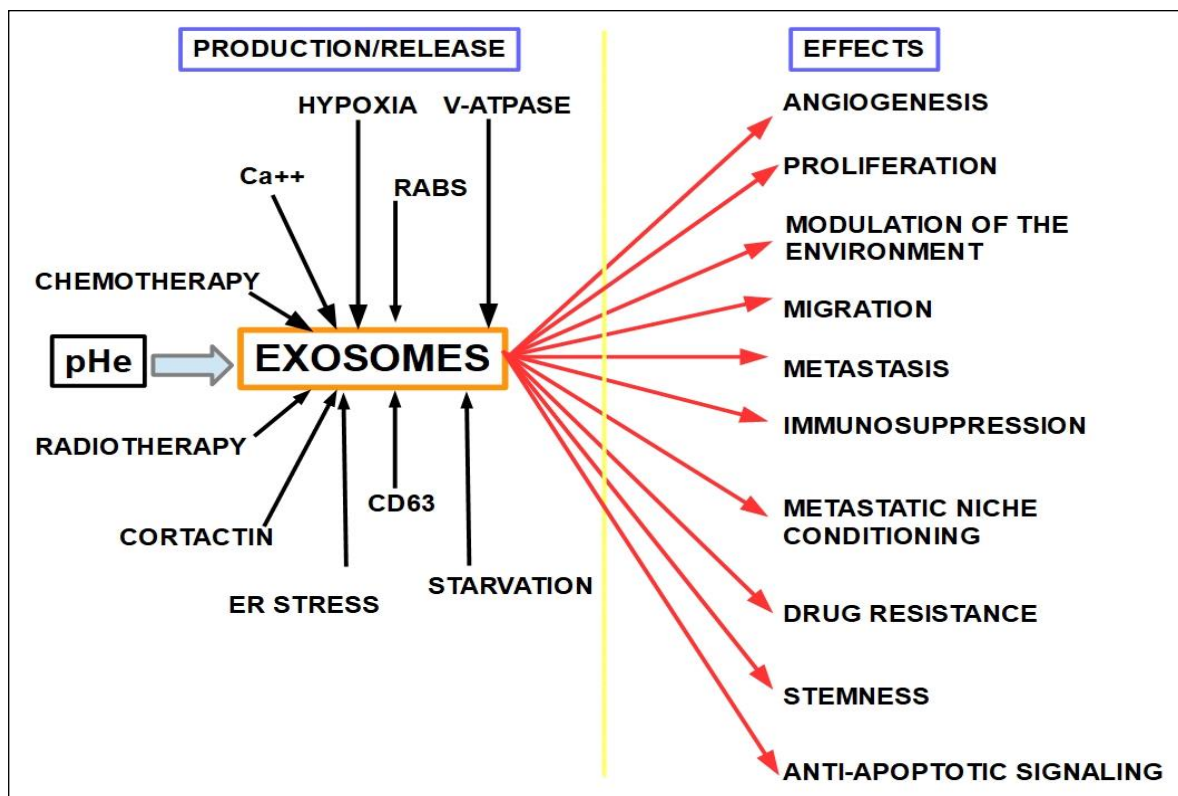 PRODUCTION/RELEASE
HYPOXIA
V-ATPASE
Ca++
RABS
CHEMOTHERAPY
pHe
EXOSOMES
RADIOTHERAPY
CD63
CORTACTIN
STARVATION
ER STRESS
EFFECTS
ANGIOGENESIS
PROLIFERATION
MODULATION OF THE
ENVIRONMENT
MIGRATION
METASTASIS
IMMUNOSUPPRESSION
METASTATIC NICHE
CONDITIONING
DRUG RESISTANCE
STEMNESS
ANTI-APOPTOTIC SIGNALING